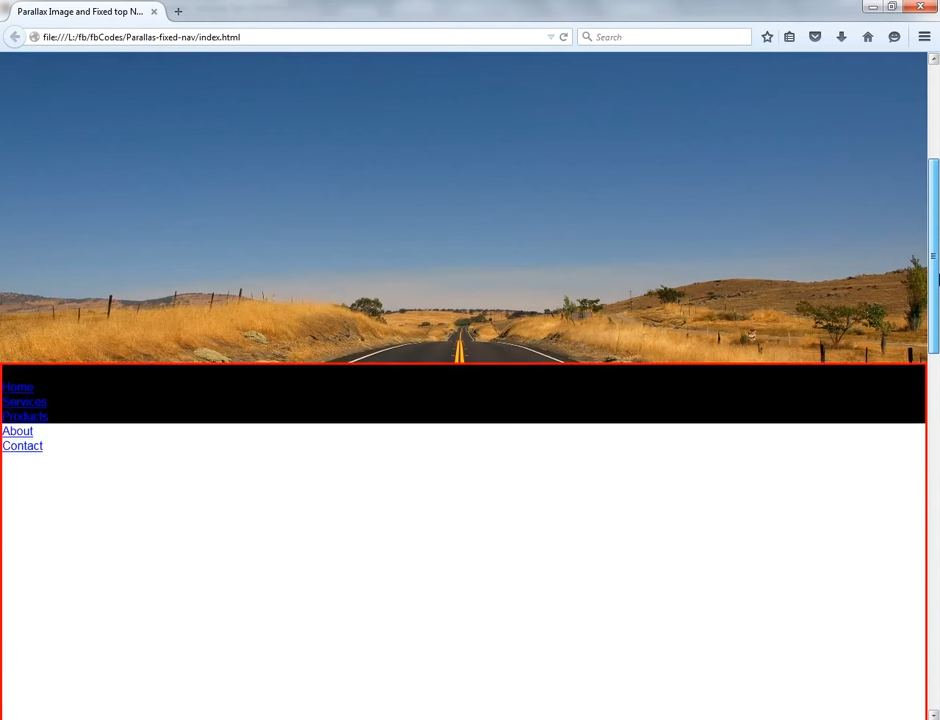 Parallax Image and Fixed top N...
file:///L:/fb/fbCodes/Parallas-fixed-nav/index.html
Search
Home
Services
Products
About
Contact